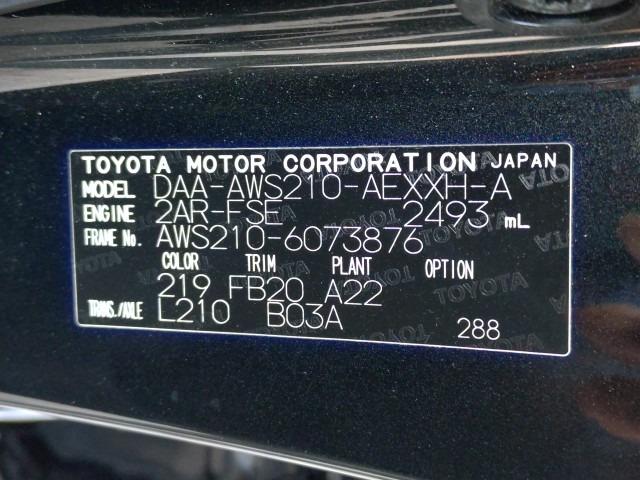 TOYOTA MOTOR CORPORATION JAPAN
MODEL DAA-AWS210-AEXXH-A
ENGINE 2AR-FSE 2493 mL
FRAME No. AWS210-6073876
COLOR TRIM PLANT OPTION
219 FB20 A22
TRANS./AXLE L210 B03A 288